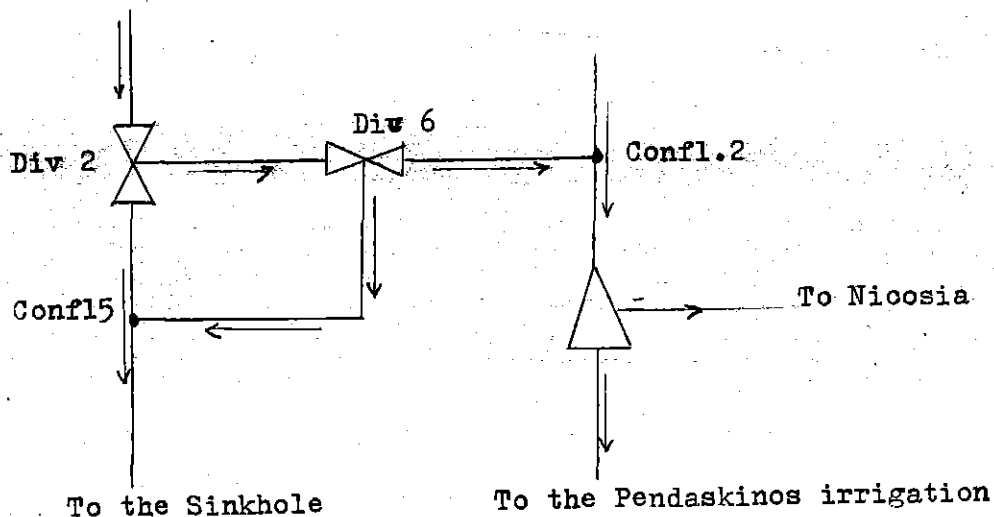 Div 6
Div 2
Confl.2
Confl5
To Nicosia
To the Sinkhole
To the Pendaskinos irrigation